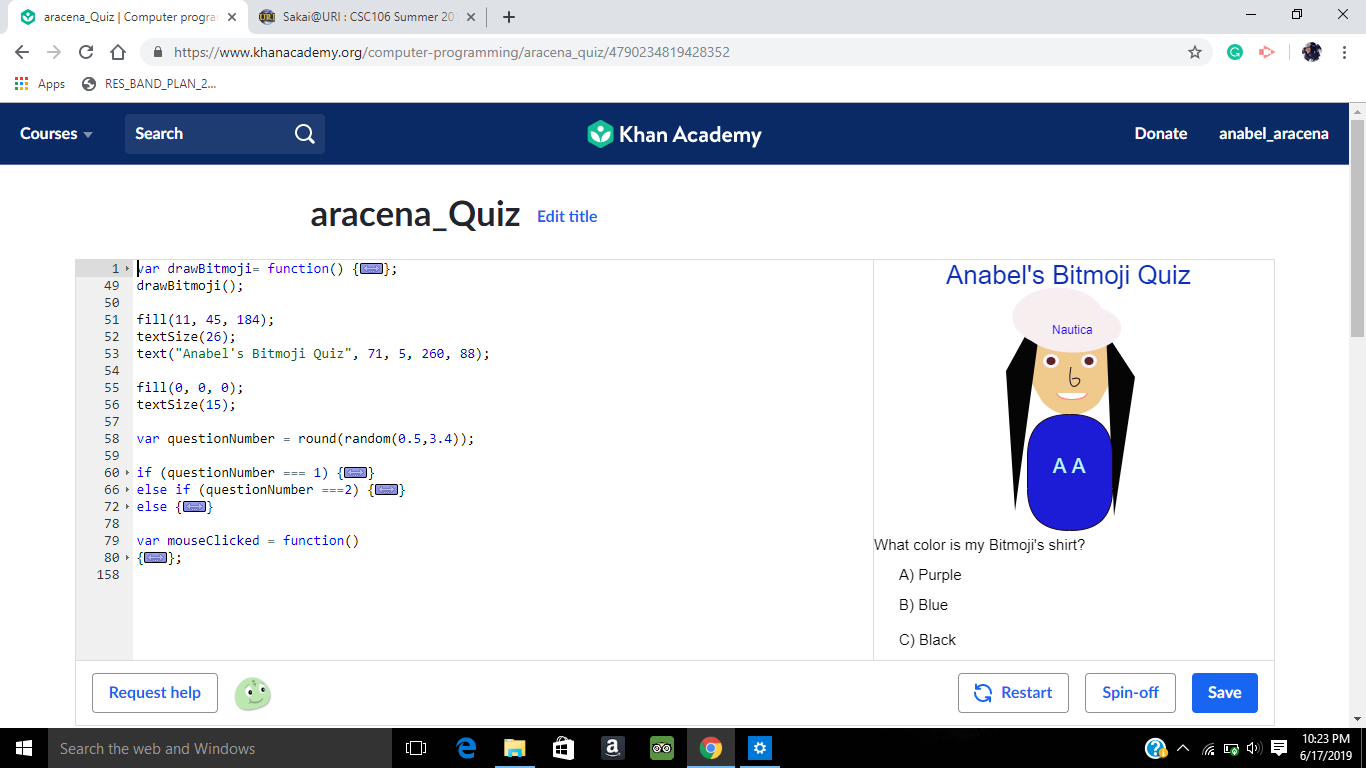 aracena_Quiz | Computer progra
Sakai@URI : CSC106 Summer 20
https://www.khanacademy.org/computer-programming/aracena_quiz/4790234819428352
Apps
RES_BAND_PLAN_2...
Courses
Search
Khan Academy
Donate
anabel_aracena
aracena_Quiz
Edit title
1 var drawBitmoji= function() {};
49 drawBitmoji();
50
51 fill(11, 45, 184);
52 textSize(26);
53 text("Anabel's Bitmoji Quiz", 71, 5, 260, 88);
54
55 fill(0, 0, 0);
56 textSize(15);
57
58 var questionNumber = round(random(0.5,3.4));
59
60 if (questionNumber === 1) {}
66 else if (questionNumber ===2) {}
72 else {}
78
79 var mouseClicked = function()
80 {};
158
Anabel's Bitmoji Quiz
Nautica
A A
What color is my Bitmoji's shirt?
A) Purple
B) Blue
C) Black
Request help
Restart
Spin-off
Save
Search the web and Windows
10:23 PM
6/17/2019